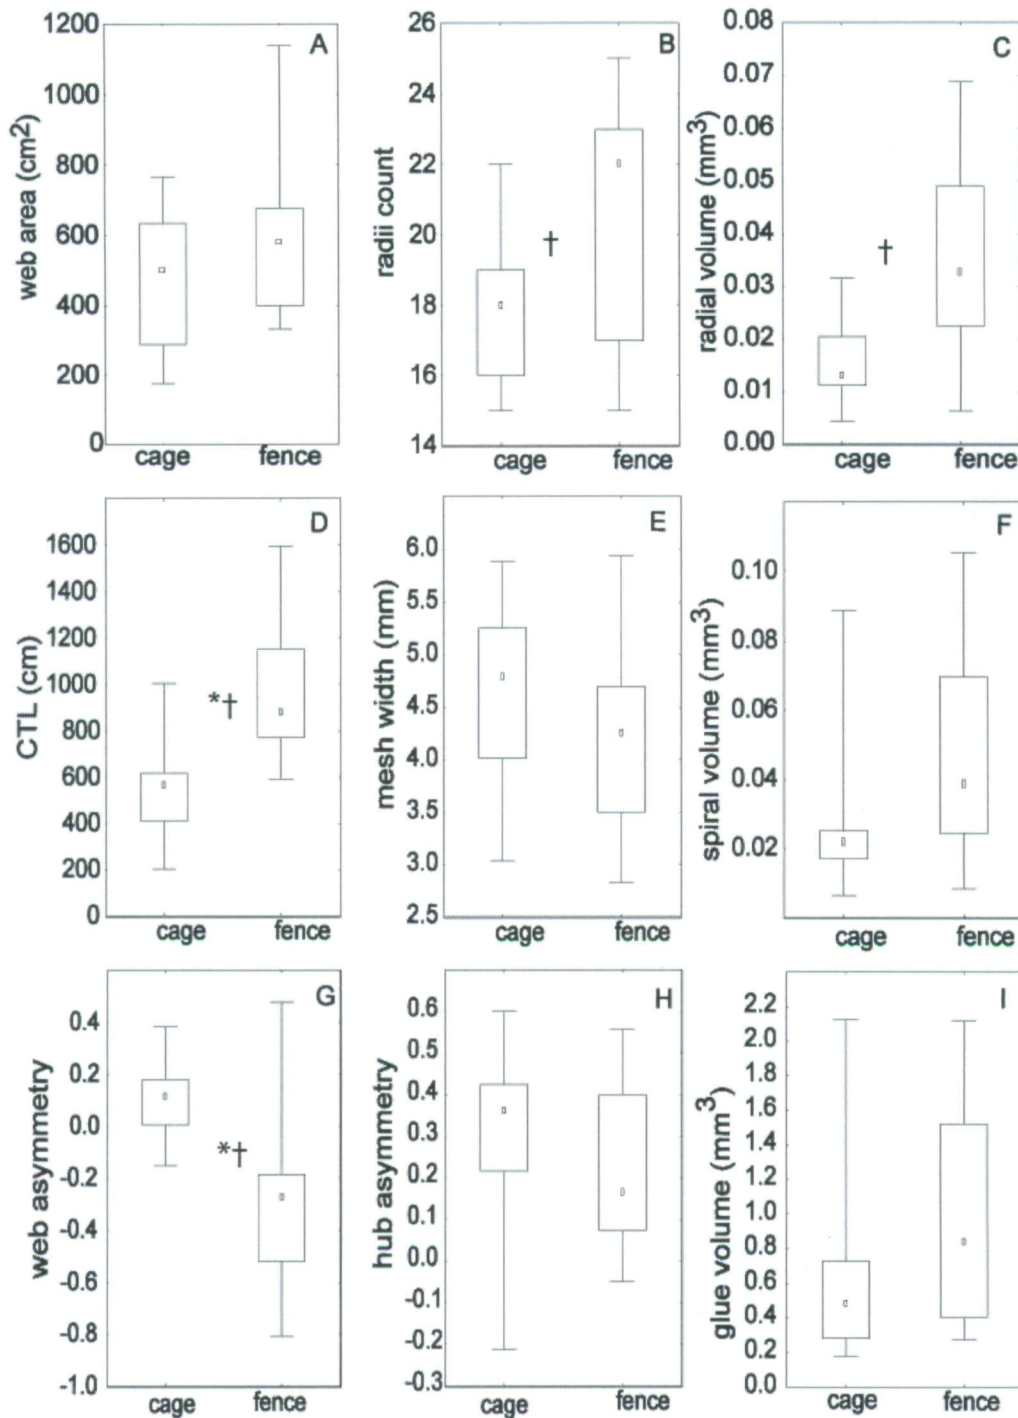 A
web area (cm²)
1200
1000
800
600
400
200
0
cage fence
B
radii count
26
24
22
20
18
16
14
†
cage fence
C
radial volume (mm³)
0.08
0.07
0.06
0.05
0.04
0.03
0.02
0.01
0.00
†
cage fence
D
CTL (cm)
1600
1400
1200
1000
800
600
400
200
0
*†
cage fence
E
mesh width (mm)
6.0
5.5
5.0
4.5
4.0
3.5
3.0
2.5
cage fence
F
spiral volume (mm³)
0.10
0.08
0.06
0.04
0.02
cage fence
G
web asymmetry
0.4
0.2
0.0
-0.2
-0.4
-0.6
-0.8
-1.0
*†
cage fence
H
hub asymmetry
0.6
0.5
0.4
0.3
0.2
0.1
0.0
-0.1
-0.2
-0.3
cage fence
I
glue volume (mm³)
2.2
2.0
1.8
1.6
1.4
1.2
1.0
0.8
0.6
0.4
0.2
0.0
cage fence